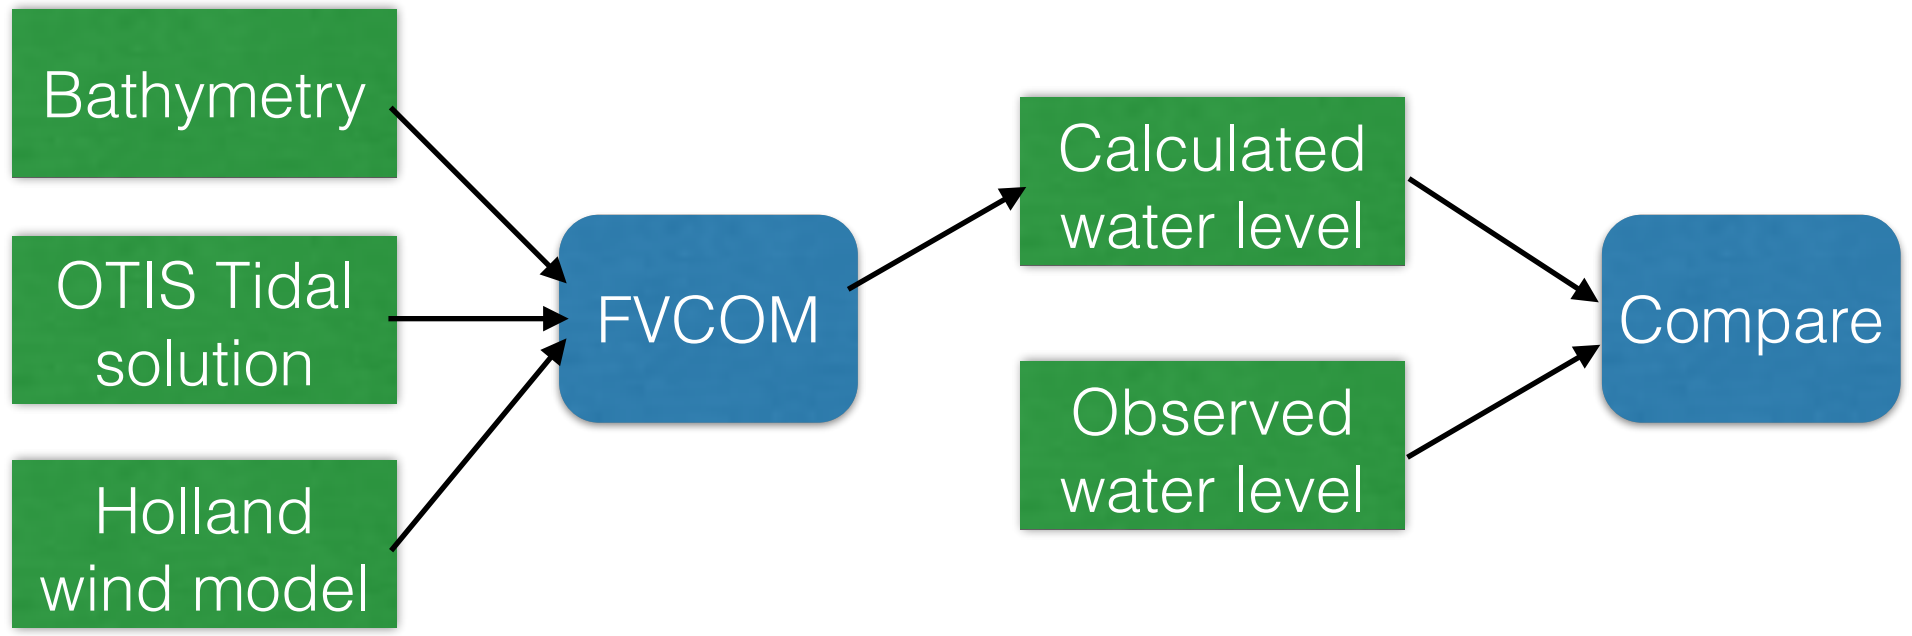 Bathymetry
OTIS Tidal
solution
Holland
wind model
FVCOM
Calculated
water level
Observed
water level
Compare